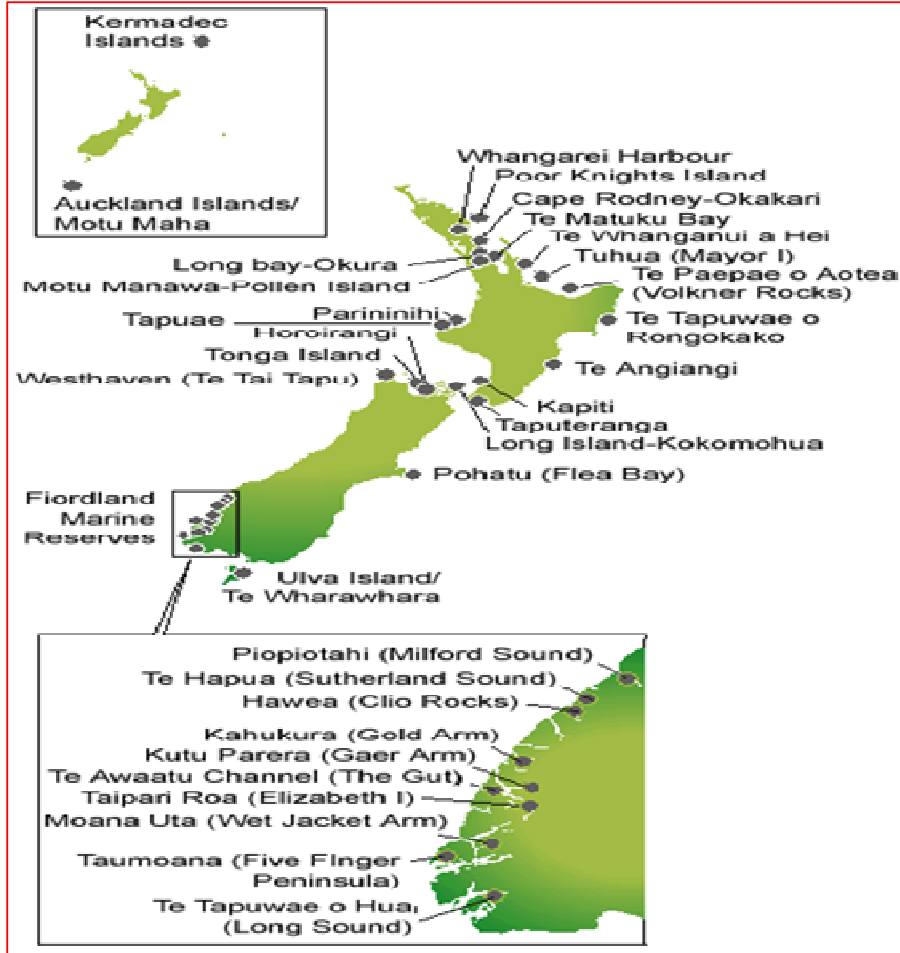 Kermadec
Islands
Auckland Islands/
Motu Maha
Whangarei Harbour
Poor Knights Island
Cape Rodney-Okakari
Te Matuku Bay
Te Whanganui a Hei
Tuhua (Mayor I)
Te Paepae o Aotea
(Volkner Rocks)
Long bay-Okura
Motu Manawa-Pollen Island
Parininihi
Tapuae
Horoirangi
Te Tapuwae o
Rongokako
Tonga Island
Westhaven (Te Tai Tapu)
Te Angiangi
Kapiti
Taputeranga
Long Island-Kokomohua
Pohatu (Flea Bay)
Fiordland
Marine
Reserves
Ulva Island/
Te Wharawhara
Piopiotahi (Milford Sound)
Te Hapua (Sutherland Sound)
Hawea (Clio Rocks)
Kahukura (Gold Arm)
Kutu Parera (Gaer Arm)
Te Awaatu Channel (The Gut)
Taipari Roa (Elizabeth I)
Moana Uta (Wet Jacket Arm)
Taumoana (Five FInger
Peninsula)
Te Tapuwae o Hua,
(Long Sound)